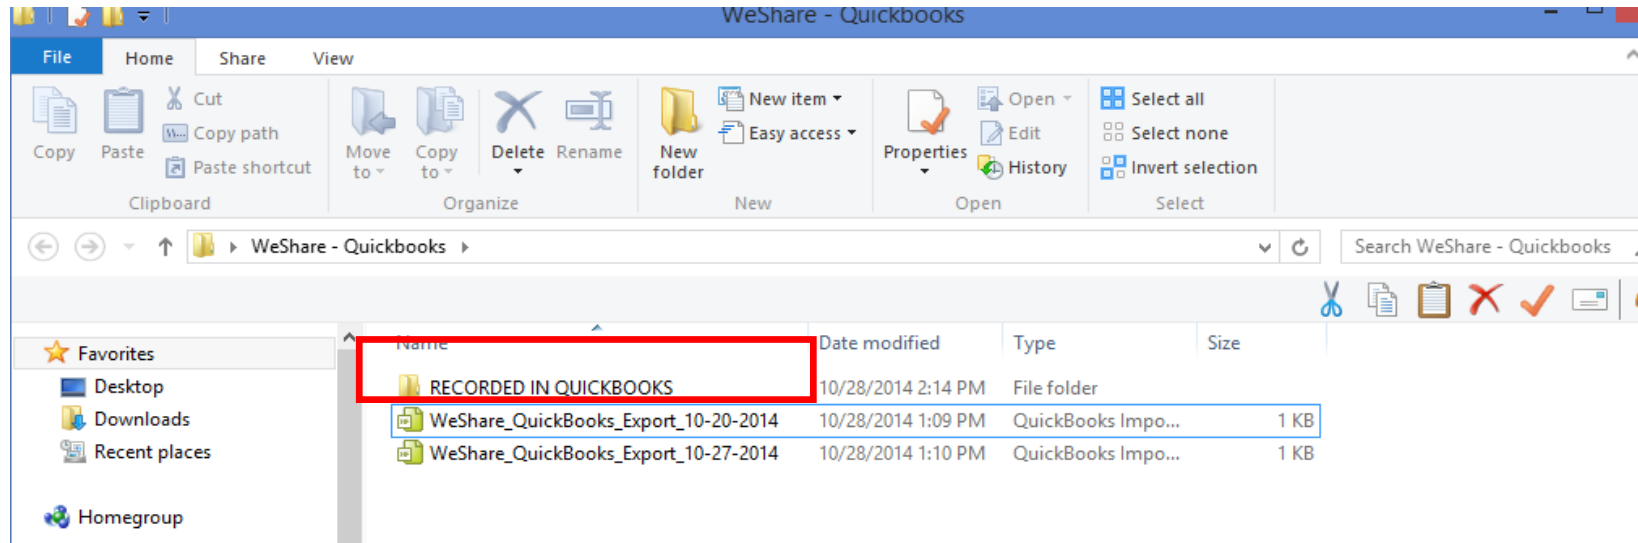 WeShare - Quickbooks
File Home Share View
Copy Paste Cut Copy path Paste shortcut Move to Copy to Delete Rename New folder New item Easy access Properties Open Edit History Select all Select none Invert selection
Clipboard Organize New Open Select
WeShare - Quickbooks Search WeShare - Quickbooks
Favorites
Desktop
Downloads
Recent places
Homegroup
Name Date modified Type Size
RECORDED IN QUICKBOOKS 10/28/2014 2:14 PM File folder
WeShare_QuickBooks_Export_10-20-2014 10/28/2014 1:09 PM QuickBooks Impo... 1 KB
WeShare_QuickBooks_Export_10-27-2014 10/28/2014 1:10 PM QuickBooks Impo... 1 KB